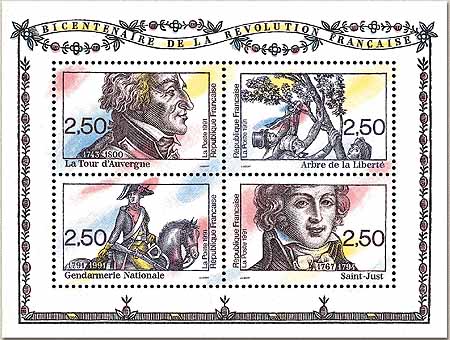 BICENTENAIRE DE LA REVOLUTION FRANÇAISE
2,50
1743-1800
La Tour d'Auvergne
La Poste 1991
République Française
2,50
Arbre de la Liberté
La Poste 1991
République Française
2,50
1791-1991
Gendarmerie Nationale
La Poste 1991
République Française
2,50
1767-1794
Saint-Just
La Poste 1991
République Française